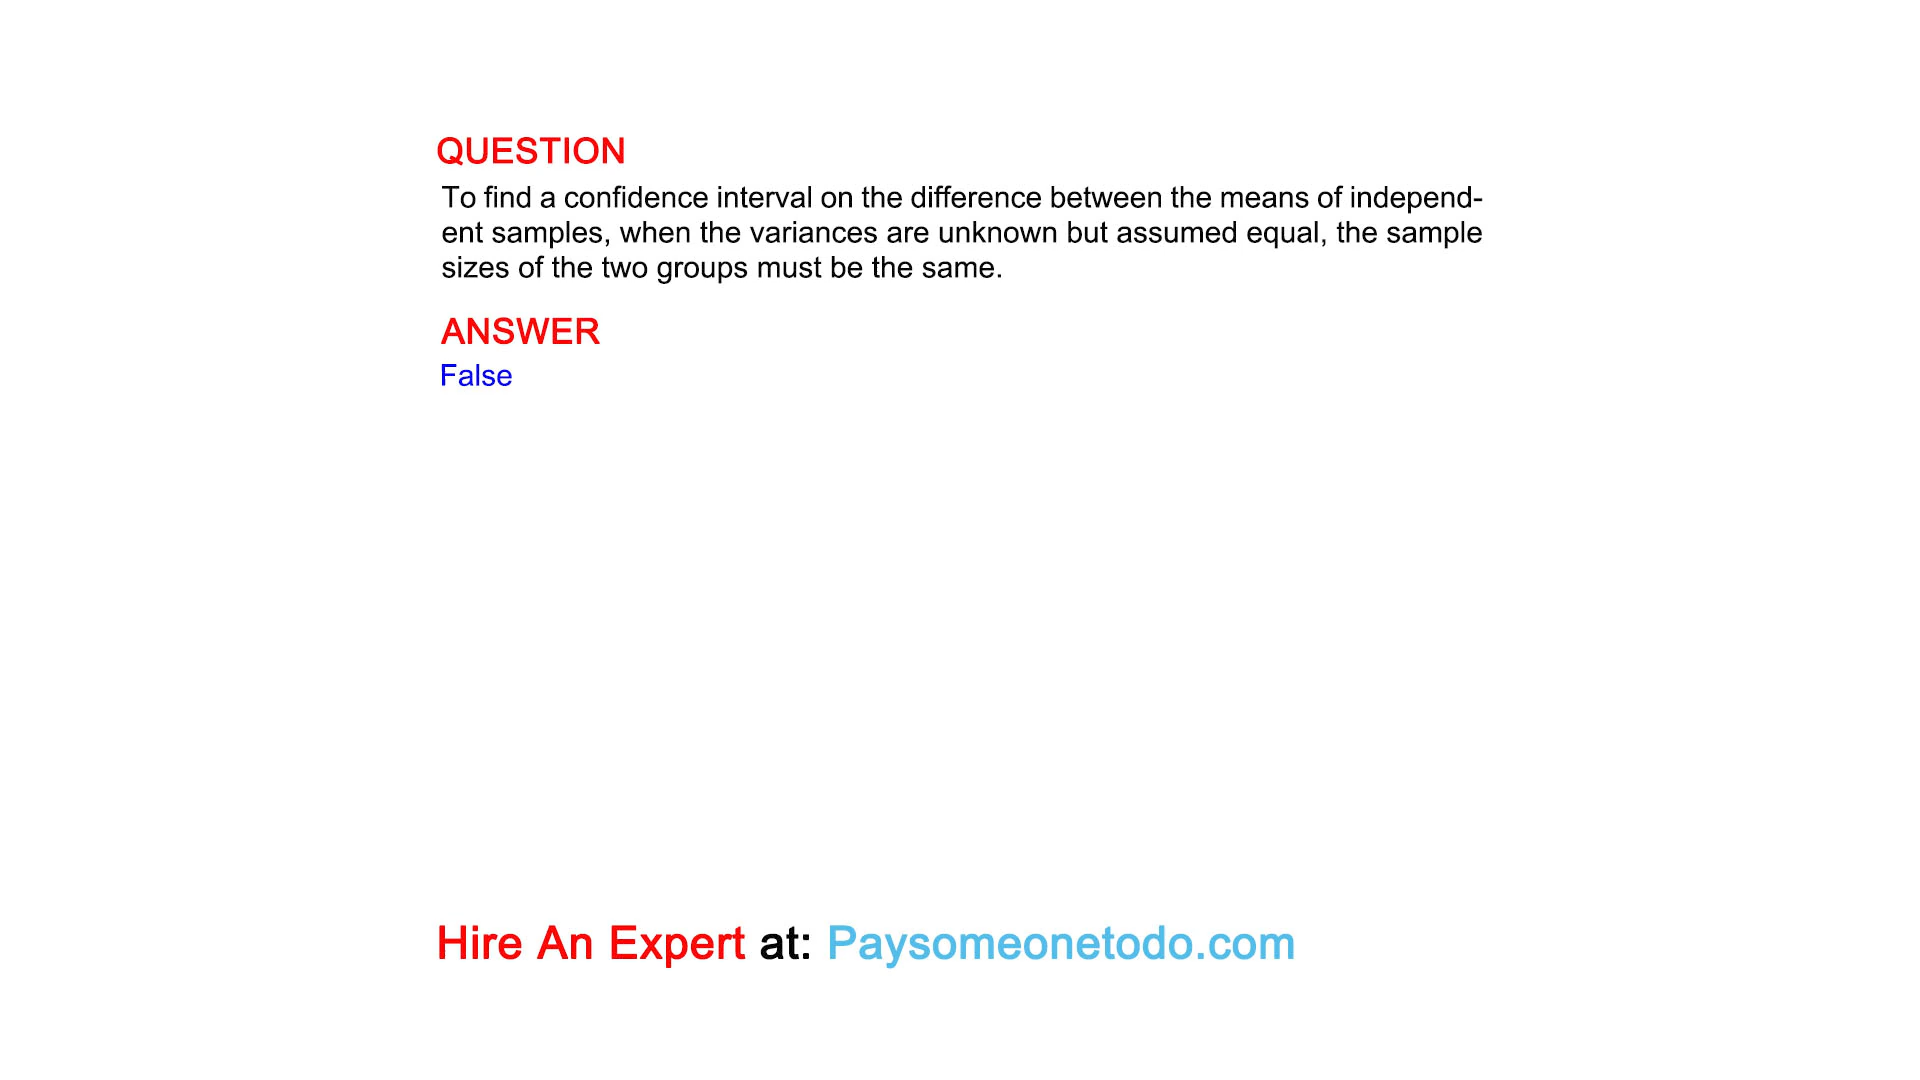 QUESTION
To find a confidence interval on the difference between the means of independ-
ent samples, when the variances are unknown but assumed equal, the sample
sizes of the two groups must be the same.
ANSWER
False
Hire An Expert at: Paysomeonetodo.com